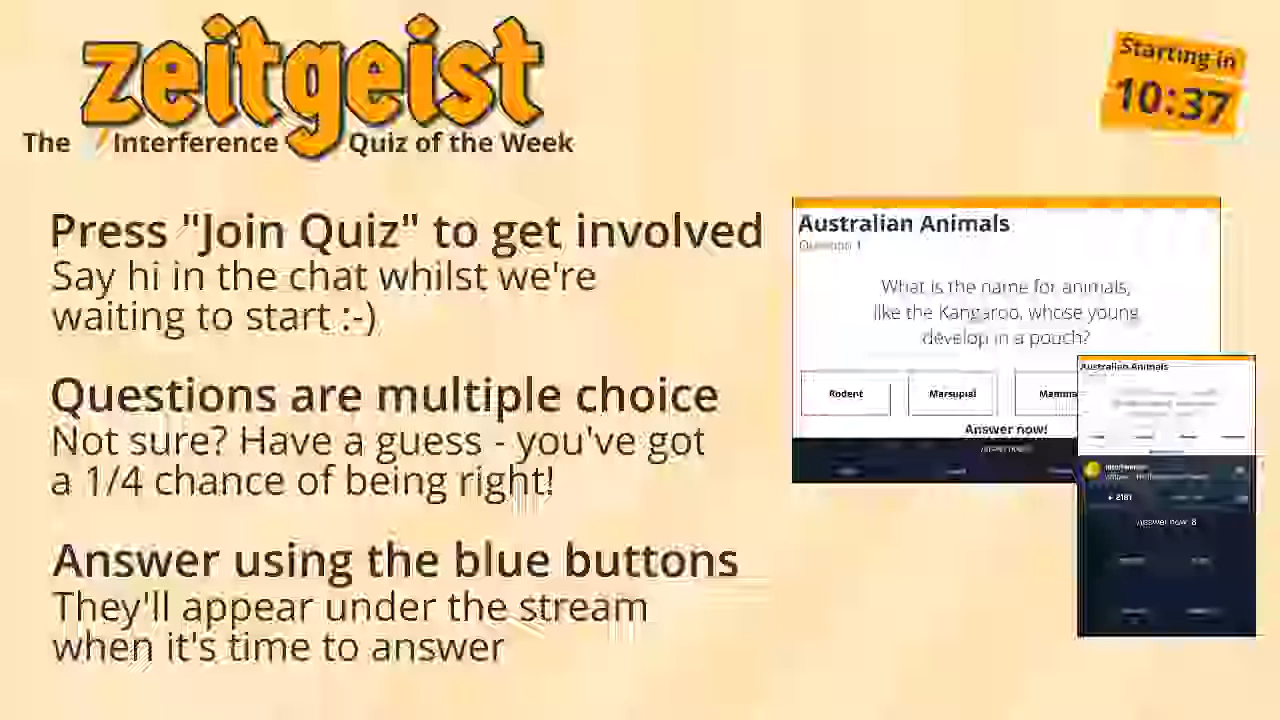 zeitgeist
The Interference Quiz of the Week
Starting in
10:37
Press "Join Quiz" to get involved
Say hi in the chat whilst we're
waiting to start :-)
Questions are multiple choice
Not sure? Have a guess - you've got
a 1/4 chance of being right!
Answer using the blue buttons
They'll appear under the stream
when it's time to answer
Australian Animals
Question 1
What is the name for animals,
like the Kangaroo, whose young
develop in a pouch?
Rodent
Marsupial
Answer now!
Australian Animals
Answer now: 8